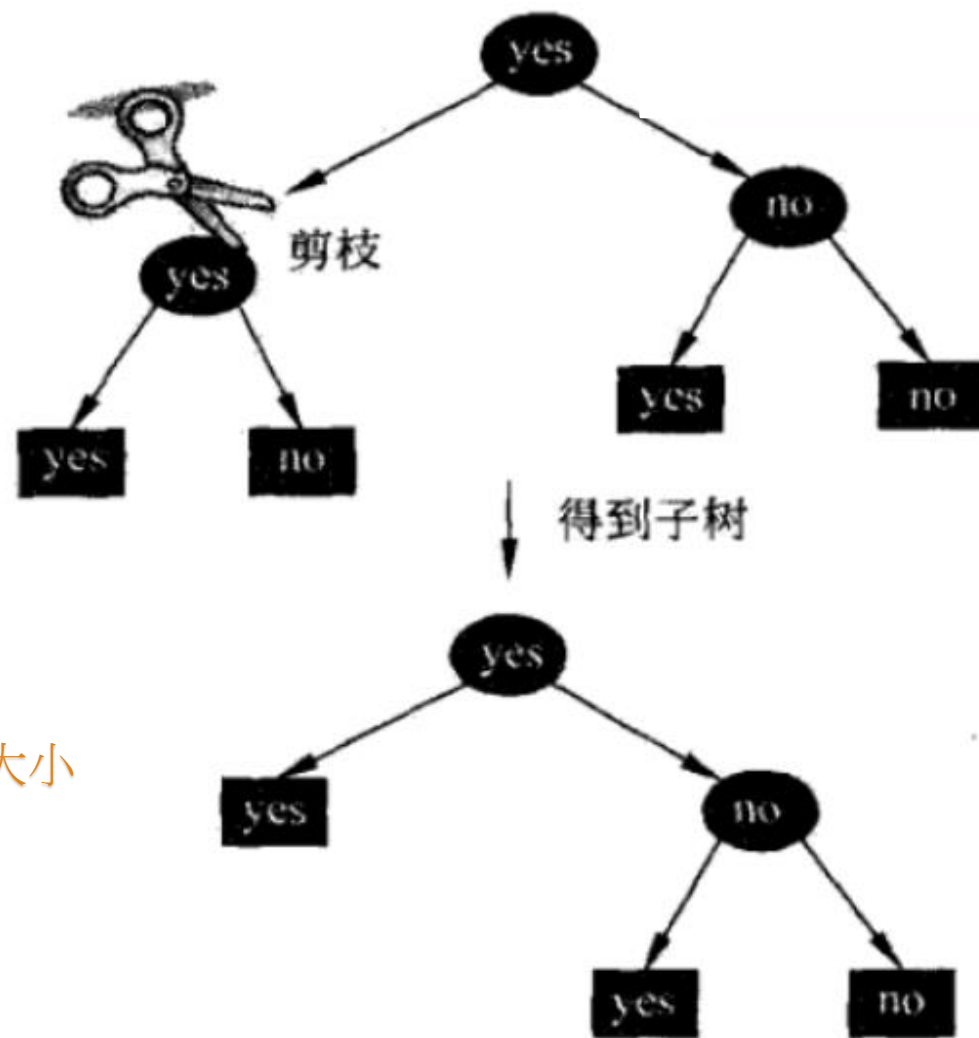 yes
no
剪枝
yes
yes no
yes no
得到子树
yes
大小
yes no
yes no